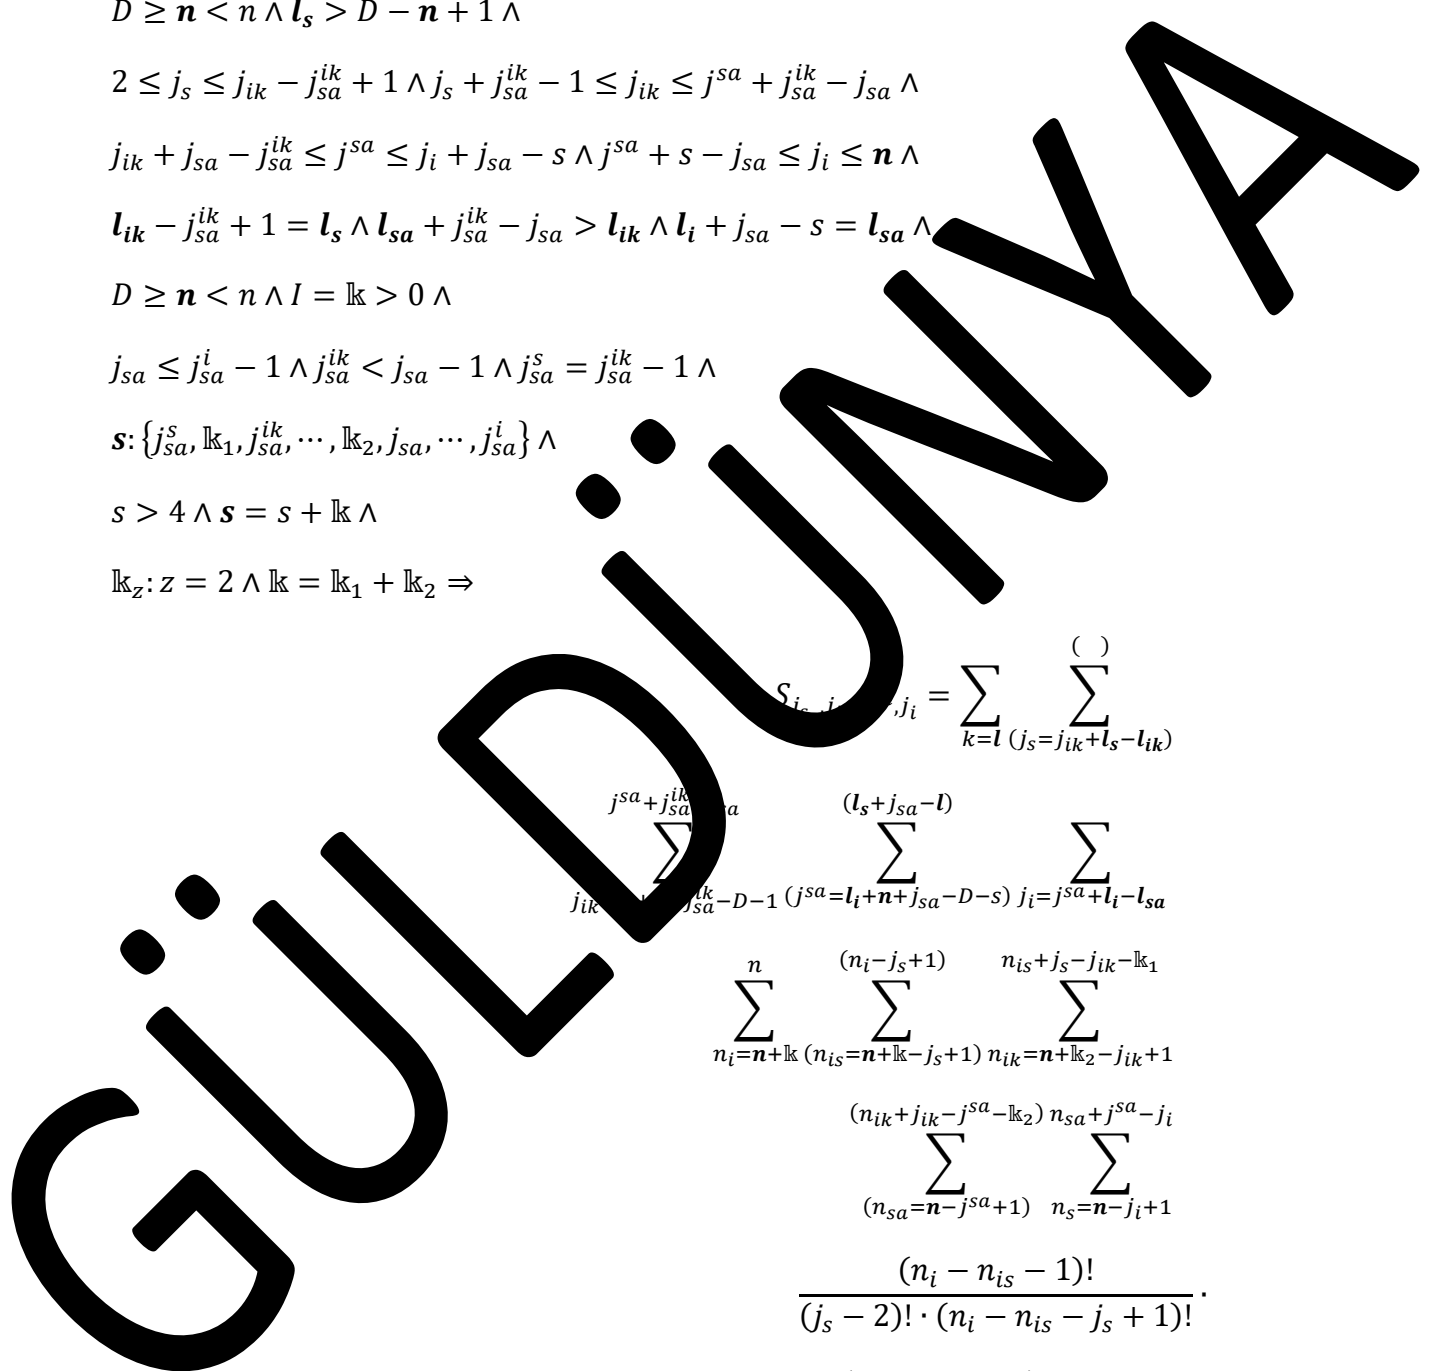 D ≥ 𝒏 < n ∧ 𝒍_𝒔 > D − 𝒏 + 1 ∧
2 ≤ j_s ≤ j_{ik} − j_{sa}^{ik} + 1 ∧ j_s + j_{sa}^{ik} − 1 ≤ j_{ik} ≤ j^{sa} + j_{sa}^{ik} − j_{sa} ∧
j_{ik} + j_{sa} − j_{sa}^{ik} ≤ j^{sa} ≤ j_i + j_{sa} − s ∧ j^{sa} + s − j_{sa} ≤ j_i ≤ 𝒏 ∧
𝒍_{𝒊𝒌} − j_{sa}^{ik} + 1 = 𝒍_𝒔 ∧ 𝒍_{𝒔𝒂} + j_{sa}^{ik} − j_{sa} > 𝒍_{𝒊𝒌} ∧ 𝒍_𝒊 + j_{sa} − s = 𝒍_{𝒔𝒂} ∧
D ≥ 𝒏 < n ∧ I = 𝕜 > 0 ∧
j_{sa} ≤ j_{sa}^i − 1 ∧ j_{sa}^{ik} < j_{sa} − 1 ∧ j_{sa}^s = j_{sa}^{ik} − 1 ∧
𝒔: {j_{sa}^s, 𝕜_1, j_{sa}^{ik}, ⋯, 𝕜_2, j_{sa}, ⋯, j_{sa}^i} ∧
s > 4 ∧ 𝒔 = s + 𝕜 ∧
𝕜_z: z = 2 ∧ 𝕜 = 𝕜_1 + 𝕜_2 ⇒
j_i = ∑_{k=𝒍} ∑_{(j_s=j_{ik}+𝒍_𝒔−𝒍_{𝒊𝒌})}^{( )}
∑ ∑_{(j^{sa}=𝒍_𝒊+𝒏+j_{sa}−D−s)}^{(𝒍_𝒔+j_{sa}−𝒍)} ∑_{j_i=j^{sa}+𝒍_𝒊−𝒍_{𝒔𝒂}}
∑_{n_i=𝒏+𝕜}^{n} ∑_{(n_{is}=𝒏+𝕜−j_s+1)}^{(n_i−j_s+1)} ∑_{n_{ik}=𝒏+𝕜_2−j_{ik}+1}^{n_{is}+j_s−j_{ik}−𝕜_1}
∑_{(n_{sa}=𝒏−j^{sa}+1)}^{(n_{ik}+j_{ik}−j^{sa}−𝕜_2)} ∑_{n_s=𝒏−j_i+1}^{n_{sa}+j^{sa}−j_i}
(n_i − n_{is} − 1)!
(j_s − 2)! · (n_i − n_{is} − j_s + 1)! ·
GÜLDÜNYA